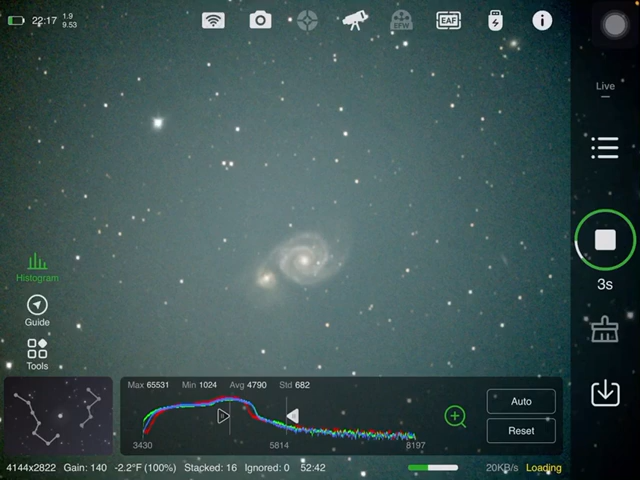 22:17 1.9
9.53
EFW
EAF
Live
Histogram
3s
Guide
Tools
Max 65531 Min 1024 Avg 4790 Std 682
Auto
Reset
3430 5814 8197
4144x2822 Gain: 140 -2.2°F (100%) Stacked: 16 Ignored: 0 52:42 20KB/s Loading